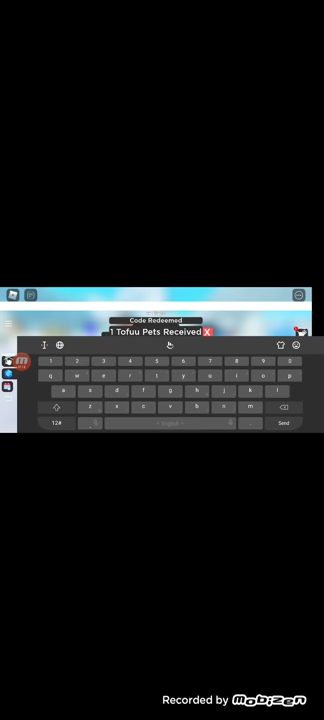 Code Redeemed
1 Tofuu Pets Received X
1 2 3 4 5 6 7 8 9 0
q w e r t y u i o p
a s d f g h j k l
z x c v b n m
12# English . Send
Recorded by mobizen